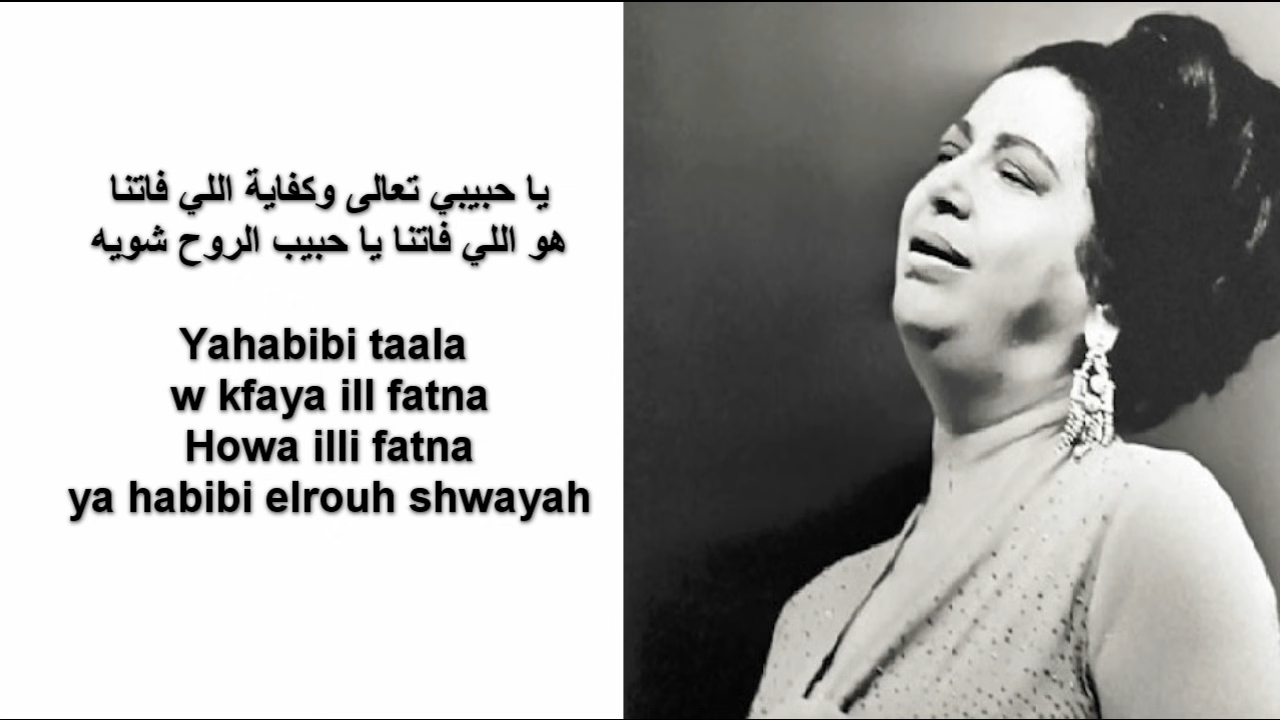 يا حبيبي تعالى وكفاية اللي فاتنا
هو اللي فاتنا يا حبيب الروح شويه
Yahabibi taala
w kfaya ill fatna
Howa illi fatna
ya habibi elrouh shwayah